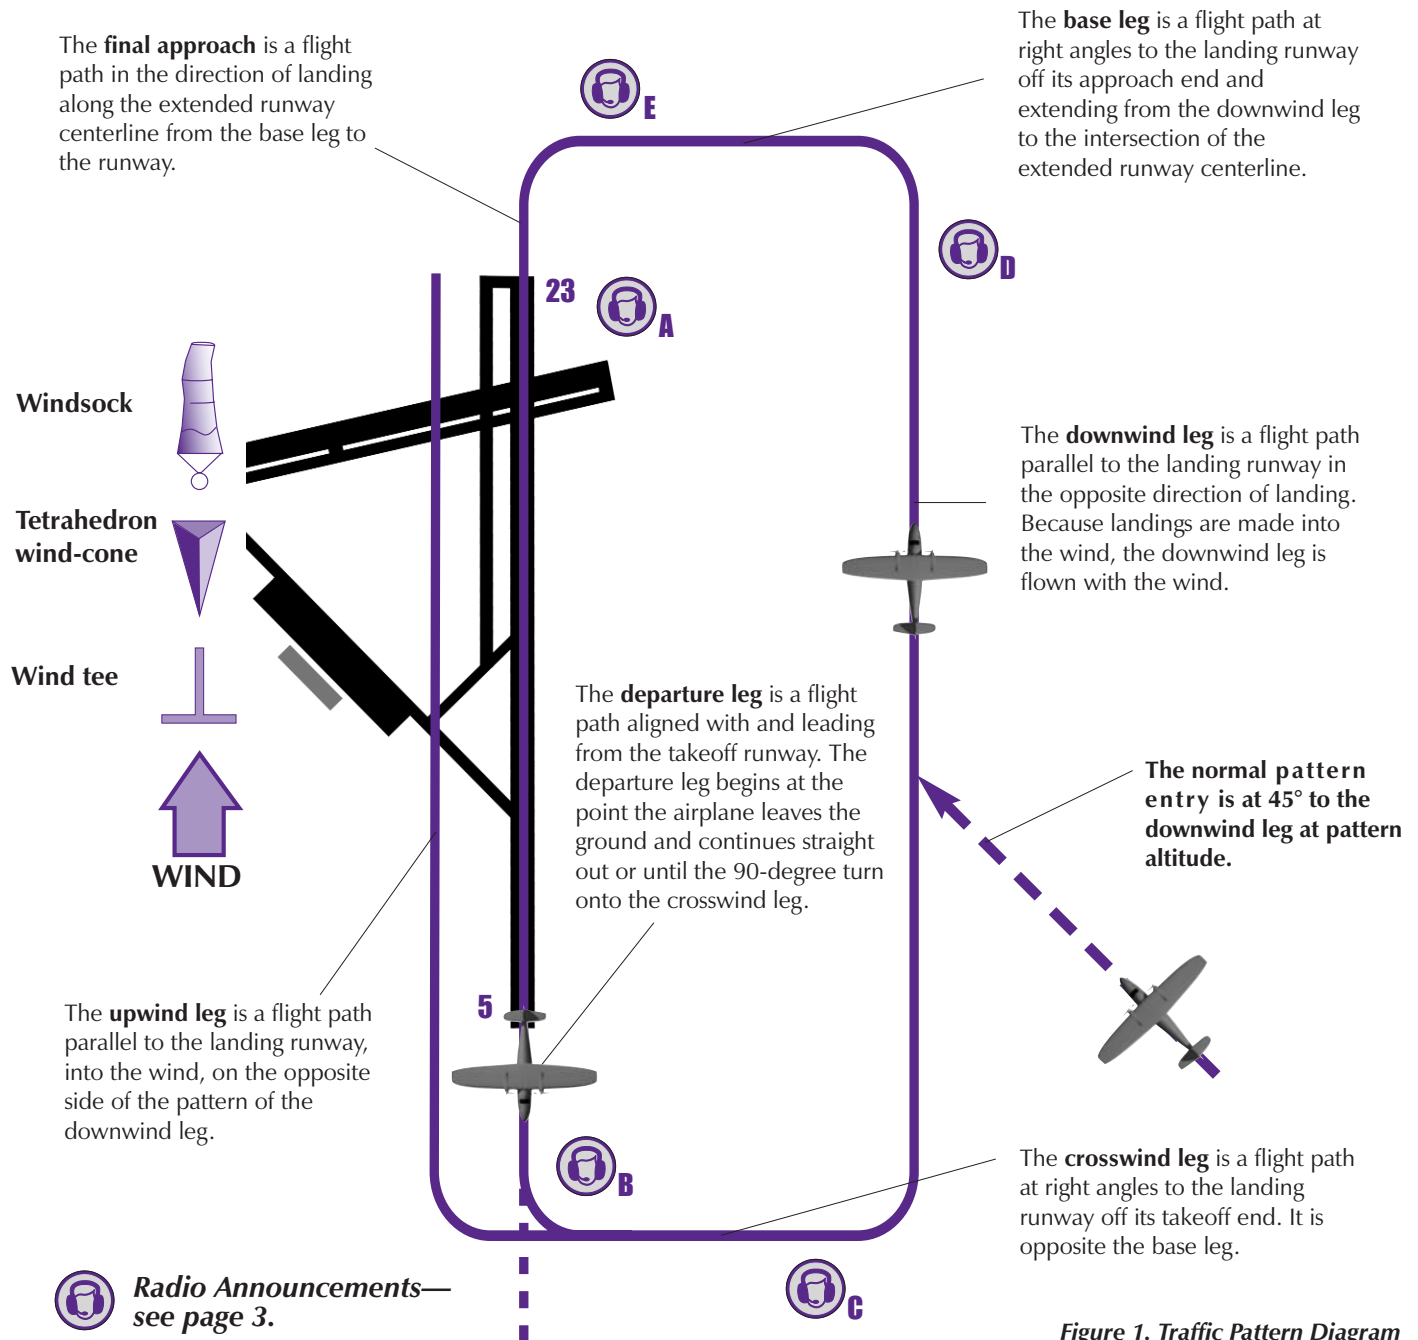 The final approach is a flight
path in the direction of landing
along the extended runway
centerline from the base leg to
the runway.
The base leg is a flight path at
right angles to the landing runway
off its approach end and
extending from the downwind leg
to the intersection of the
extended runway centerline.
E
D
23
A
Windsock
Tetrahedron
wind-cone
Wind tee
WIND
The downwind leg is a flight path
parallel to the landing runway in
the opposite direction of landing.
Because landings are made into
the wind, the downwind leg is
flown with the wind.
The departure leg is a flight
path aligned with and leading
from the takeoff runway. The
departure leg begins at the
point the airplane leaves the
ground and continues straight
out or until the 90-degree turn
onto the crosswind leg.
The normal pattern
entry is at 45° to the
downwind leg at pattern
altitude.
5
The upwind leg is a flight path
parallel to the landing runway,
into the wind, on the opposite
side of the pattern of the
downwind leg.
B
The crosswind leg is a flight path
at right angles to the landing
runway off its takeoff end. It is
opposite the base leg.
C
Radio Announcements—
see page 3.
Figure 1. Traffic Pattern Diagram